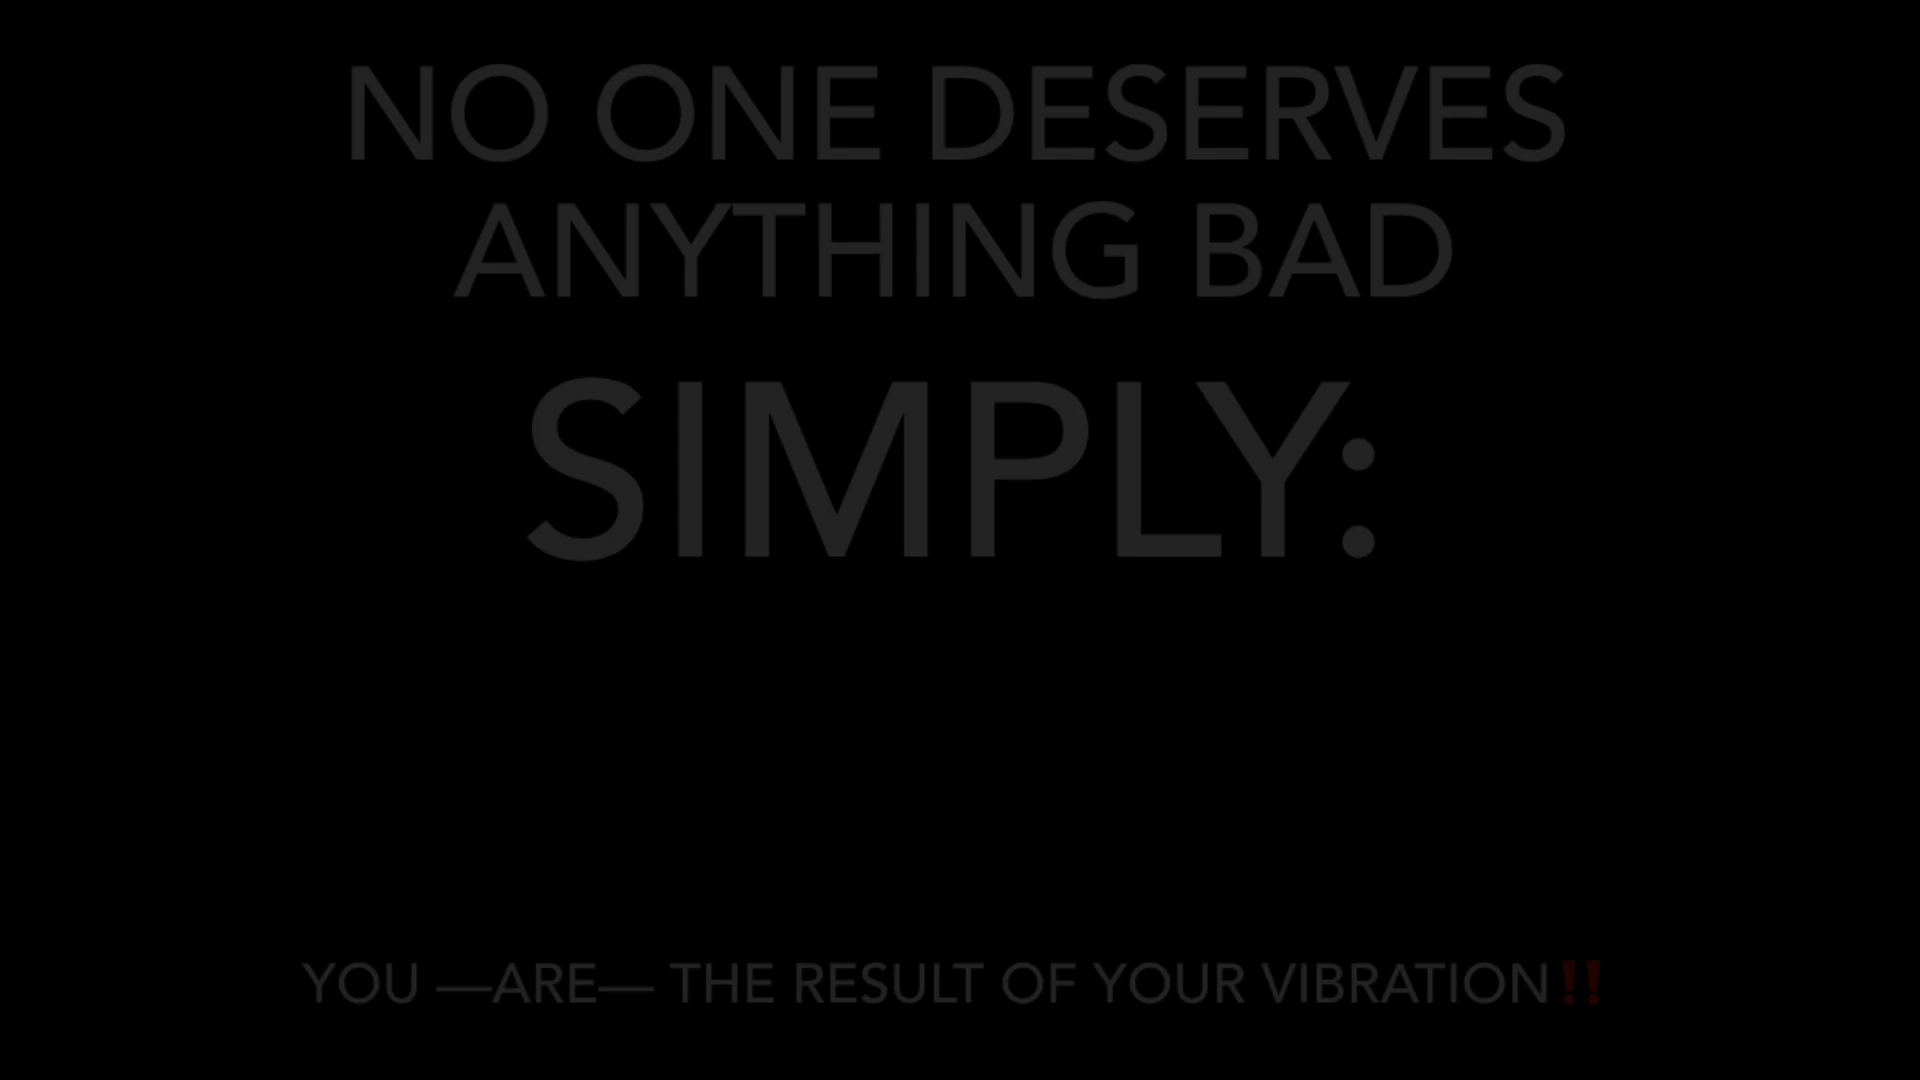 NO ONE DESERVES
ANYTHING BAD
SIMPLY:
YOU —ARE— THE RESULT OF YOUR VIBRATION‼️